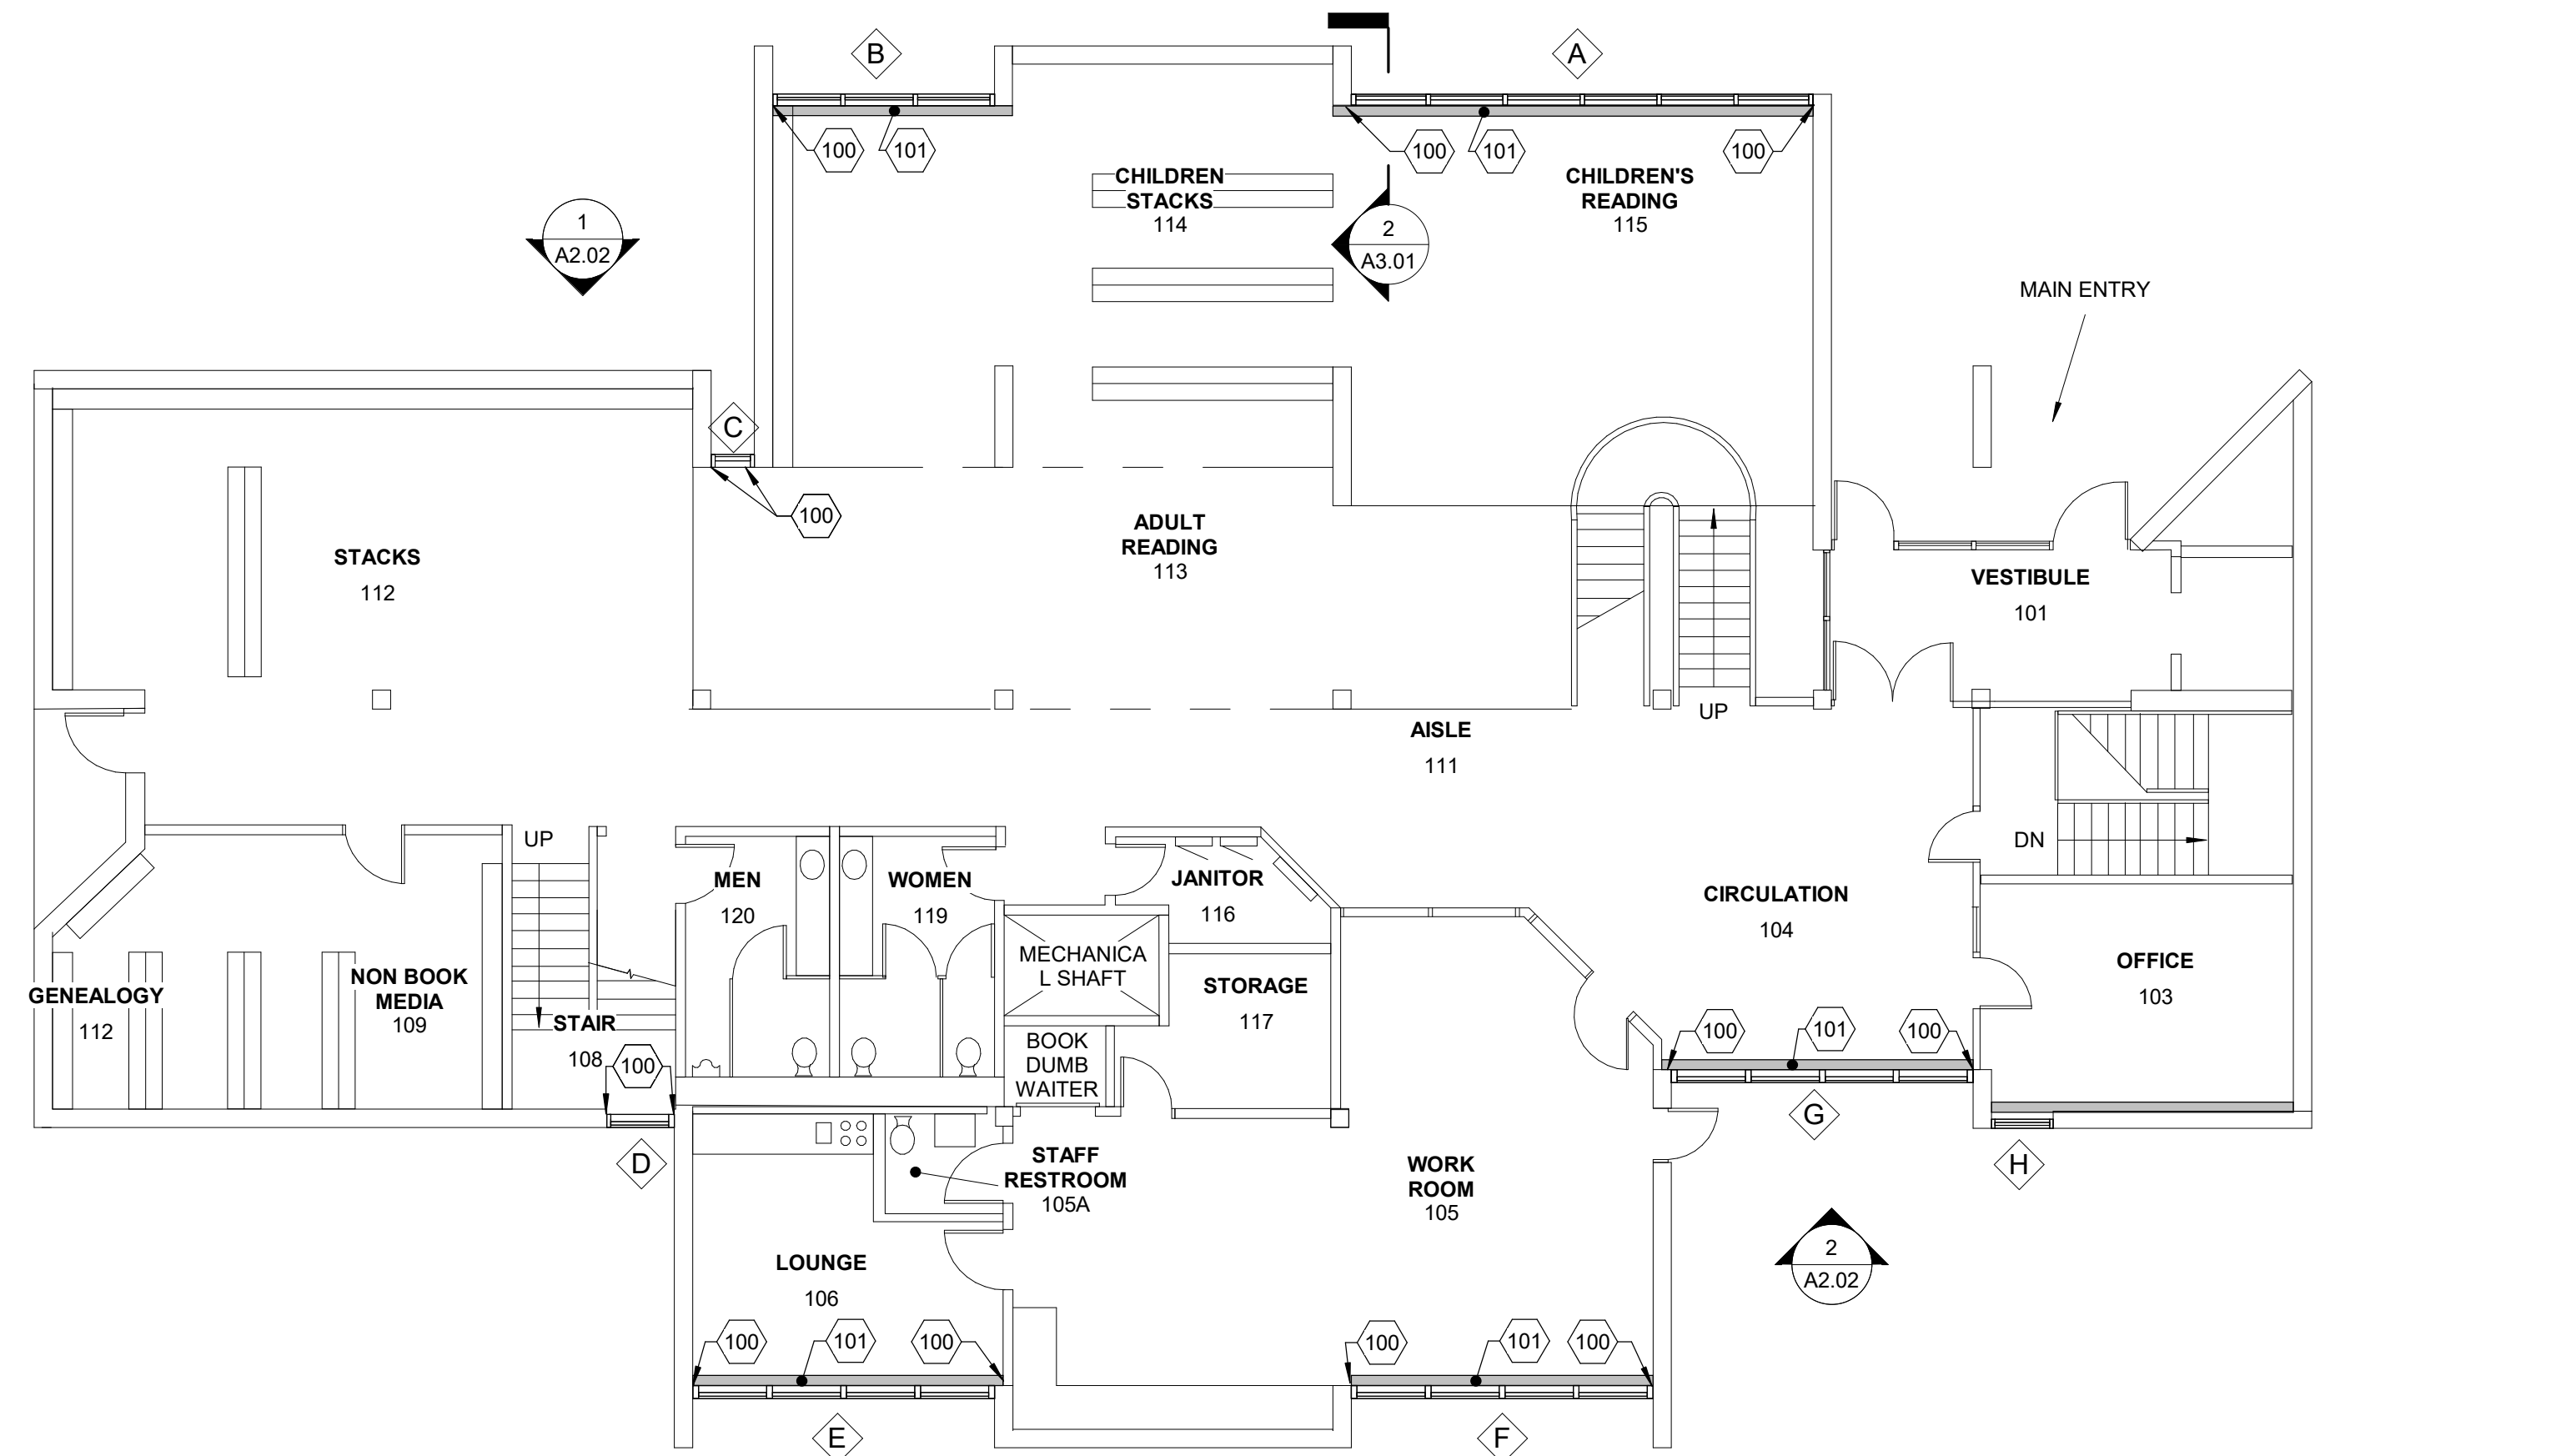 B
A
100
101
100
101
100
CHILDREN
STACKS
114
CHILDREN'S
READING
115
1
A2.02
2
A3.01
MAIN ENTRY
C
100
STACKS
112
ADULT
READING
113
VESTIBULE
101
UP
AISLE
111
UP
DN
MEN
120
WOMEN
119
JANITOR
116
CIRCULATION
104
MECHANICA
L SHAFT
OFFICE
103
GENEALOGY
112
NON BOOK
MEDIA
109
STORAGE
117
STAIR
108
100
BOOK
DUMB
WAITER
100
101
100
G
D
H
STAFF
RESTROOM
105A
WORK
ROOM
105
LOUNGE
106
2
A2.02
100
101
100
100
101
100
E
F